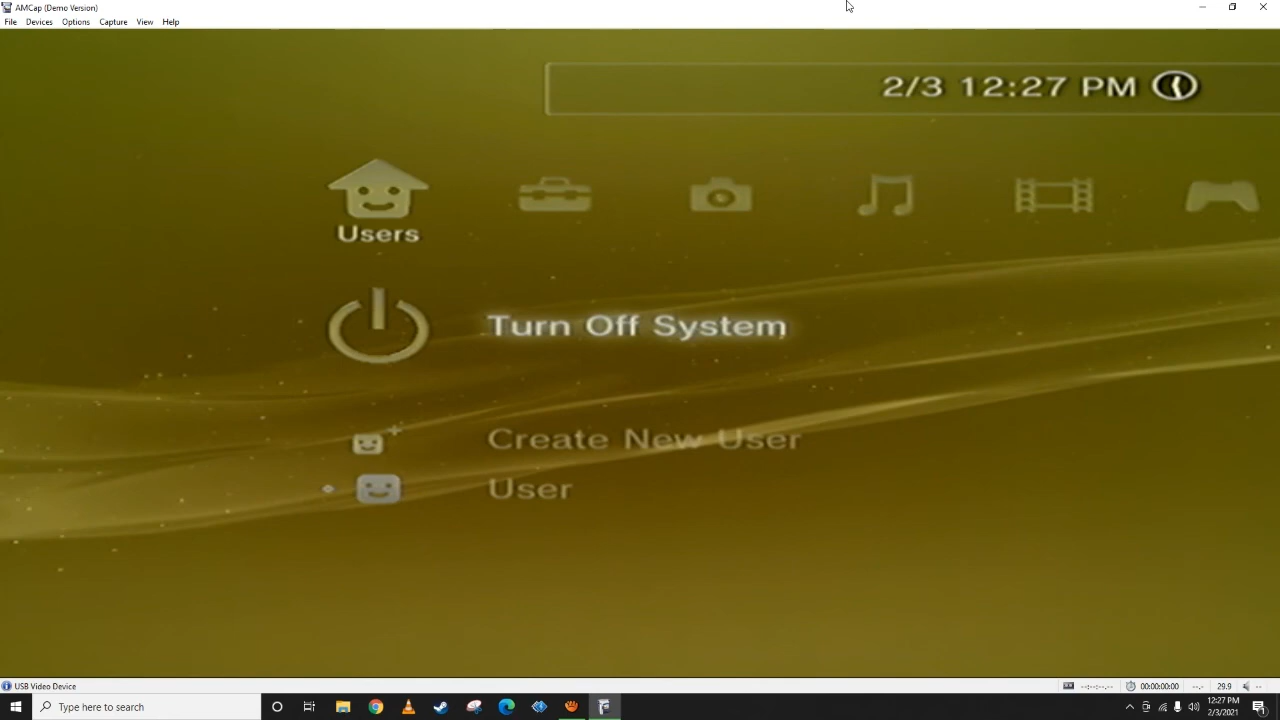 AMCap (Demo Version)
File Devices Options Capture View Help
2/3 12:27 PM
Users
Turn Off System
Create New User
User
USB Video Device
--:--:--.-- 00:00:00:00 --.- 29.9 --
Type here to search
12:27 PM
2/3/2021